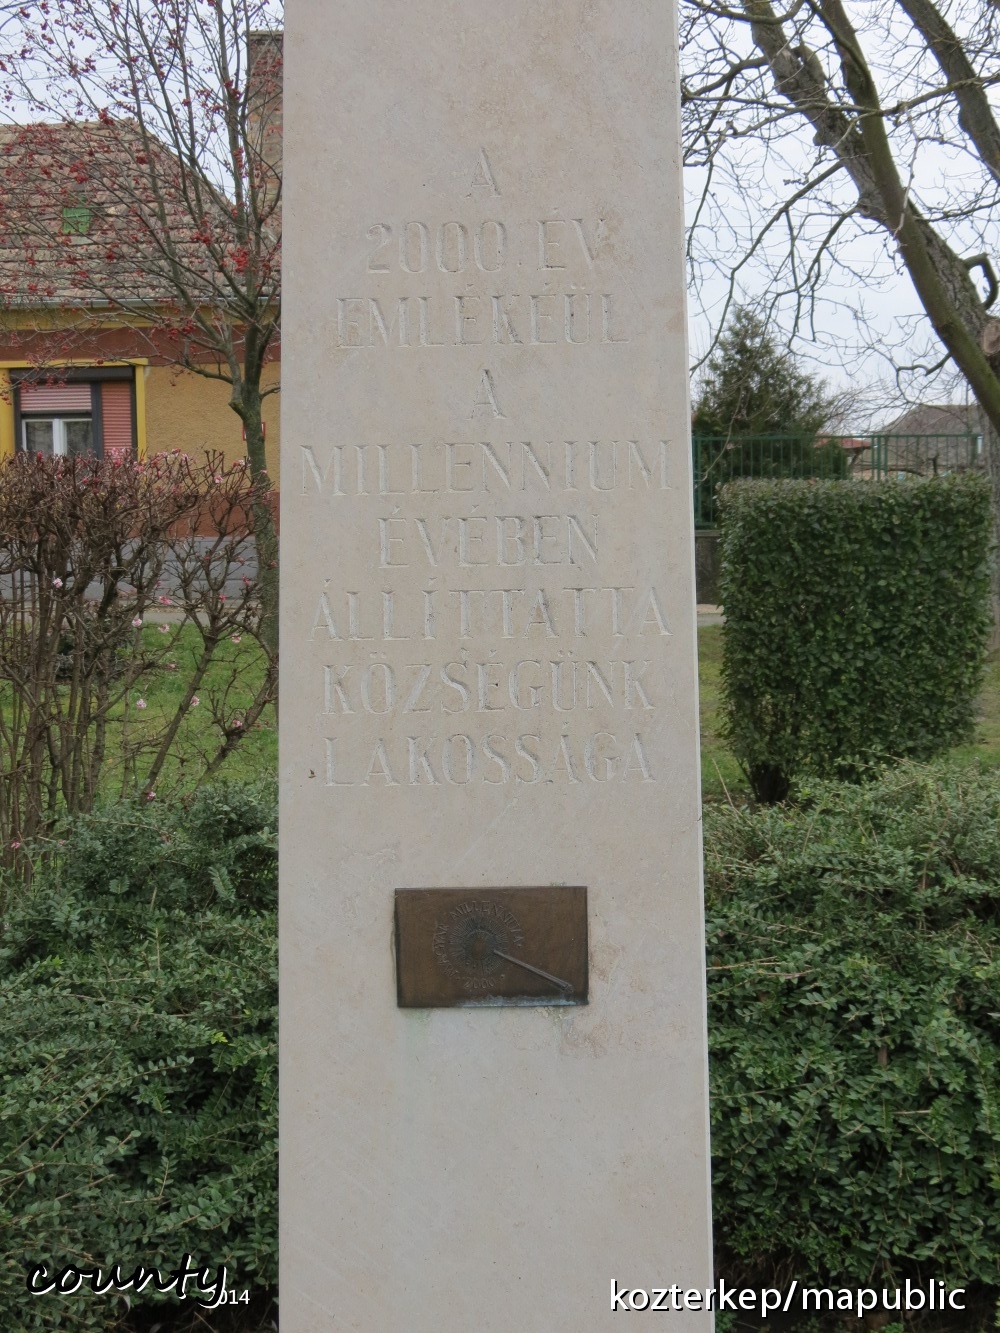 A
2000 ÉV
EMLÉKÉÜL
A
MILLENNIUM
ÉVÉBEN
ÁLLÍTTATTA
KÖZSÉGÜNK
LAKOSSÁGA
county
2014
kozterkep/mapublic